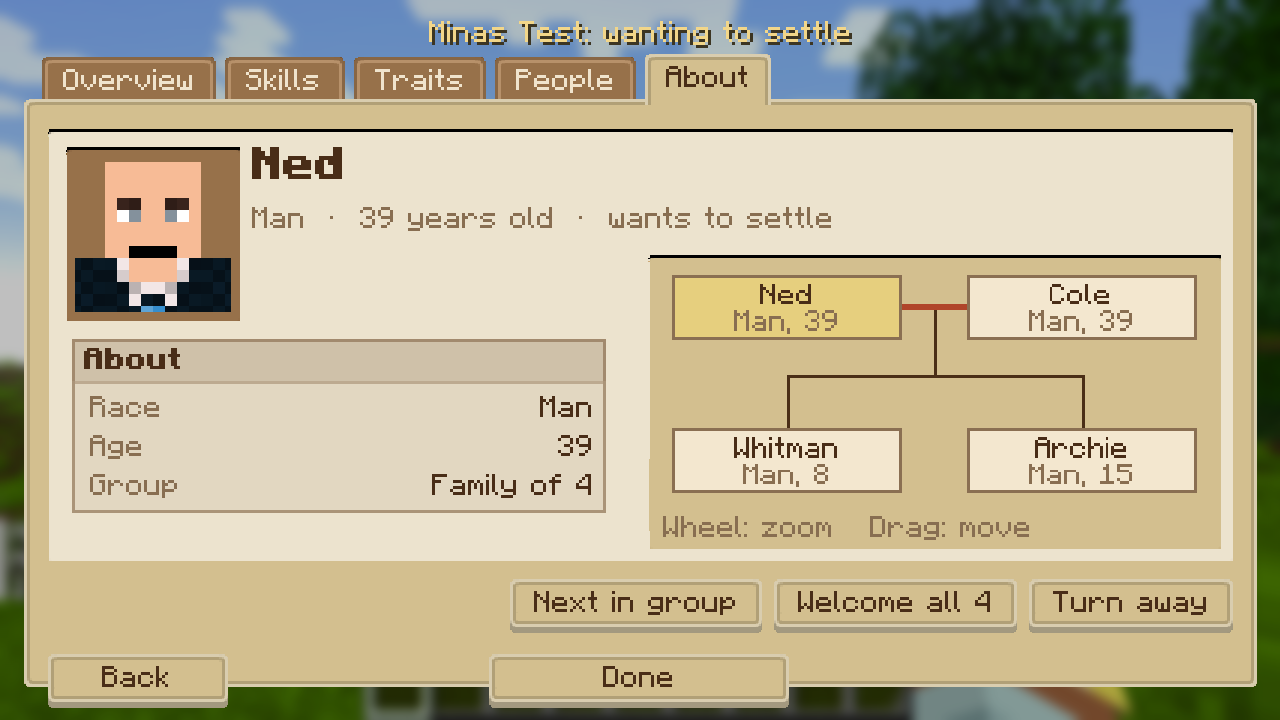 Minas Test: wanting to settle
Overview
Skills
Traits
People
About
Ned
Man · 39 years old · wants to settle
About
Race Man
Age 39
Group Family of 4
Ned
Man, 39
Cole
Man, 39
Whitman
Man, 8
Archie
Man, 15
Wheel: zoom Drag: move
Next in group
Welcome all 4
Turn away
Back
Done